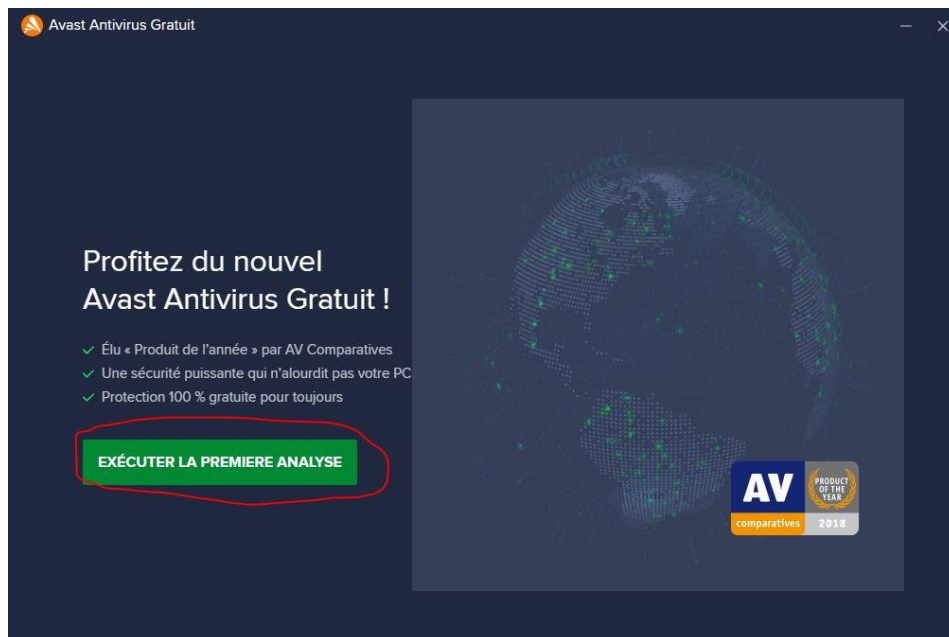 Avast Antivirus Gratuit
Profitez du nouvel
Avast Antivirus Gratuit !
Élu « Produit de l'année » par AV Comparatives
Une sécurité puissante qui n'alourdit pas votre PC
Protection 100 % gratuite pour toujours
EXÉCUTER LA PREMIERE ANALYSE
AV
comparatives
PRODUCT
OF THE
YEAR
2018